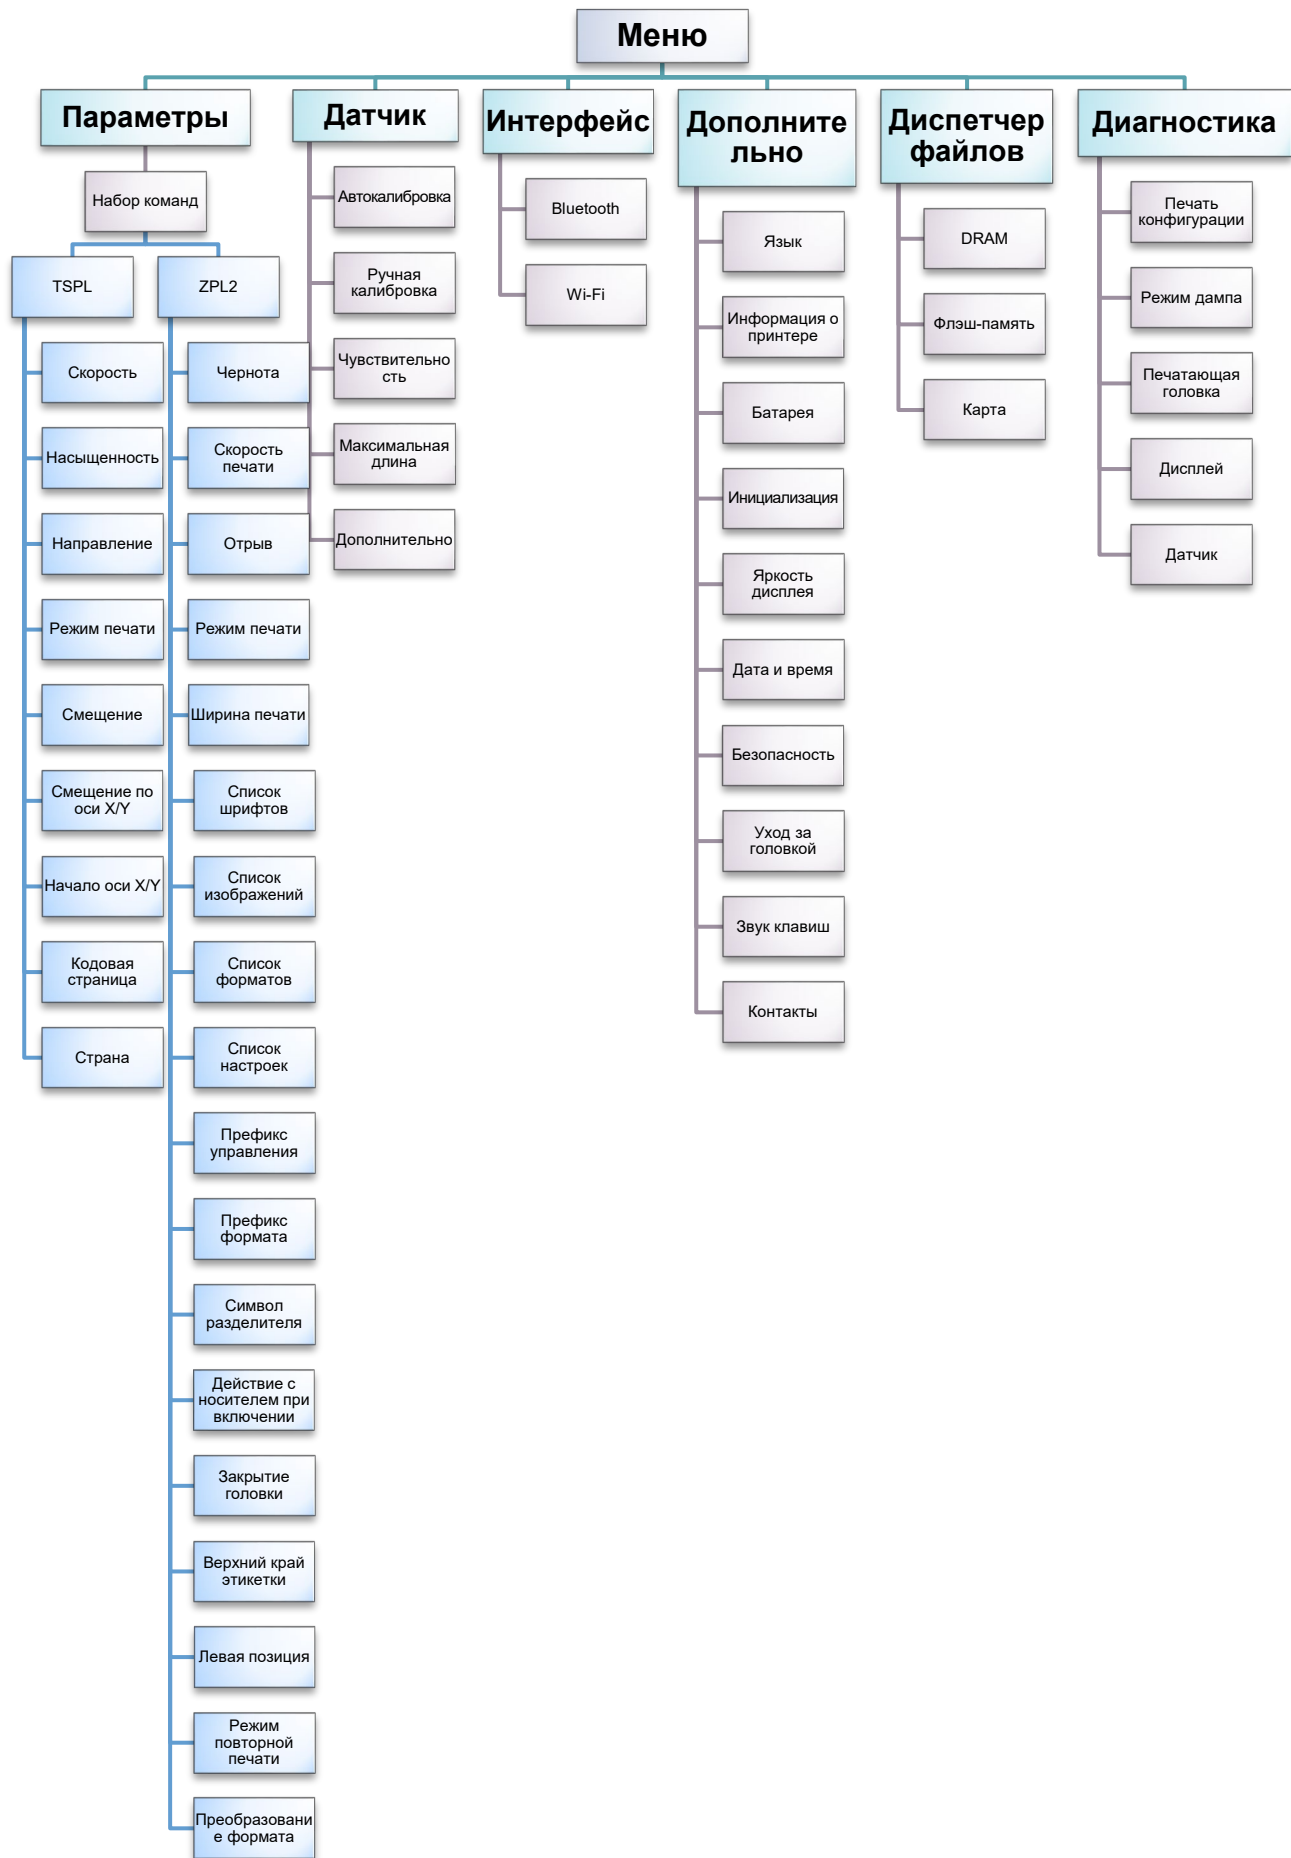 Меню
Параметры
Набор команд
TSPL
Скорость
Насыщенность
Направление
Режим печати
Смещение
Смещение по
оси X/Y
Начало оси X/Y
Кодовая
страница
Страна
ZPL2
Чернота
Скорость
печати
Отрыв
Режим печати
Ширина печати
Список
шрифтов
Список
изображений
Список
форматов
Список
настроек
Префикс
управления
Префикс
формата
Символ
разделителя
Действие с
носителем при
включении
Закрытие
головки
Верхний край
этикетки
Левая позиция
Режим
повторной
печати
Преобразовани
е формата
Датчик
Автокалибровка
Ручная
калибровка
Чувствительно
сть
Максимальная
длина
Дополнительно
Интерфейс
Bluetooth
Wi-Fi
Дополните
льно
Язык
Информация о
принтере
Батарея
Инициализация
Яркость
дисплея
Дата и время
Безопасность
Уход за
головкой
Звук клавиш
Контакты
Диспетчер
файлов
DRAM
Флэш-память
Карта
Диагностика
Печать
конфигурации
Режим дампа
Печатающая
головка
Дисплей
Датчик